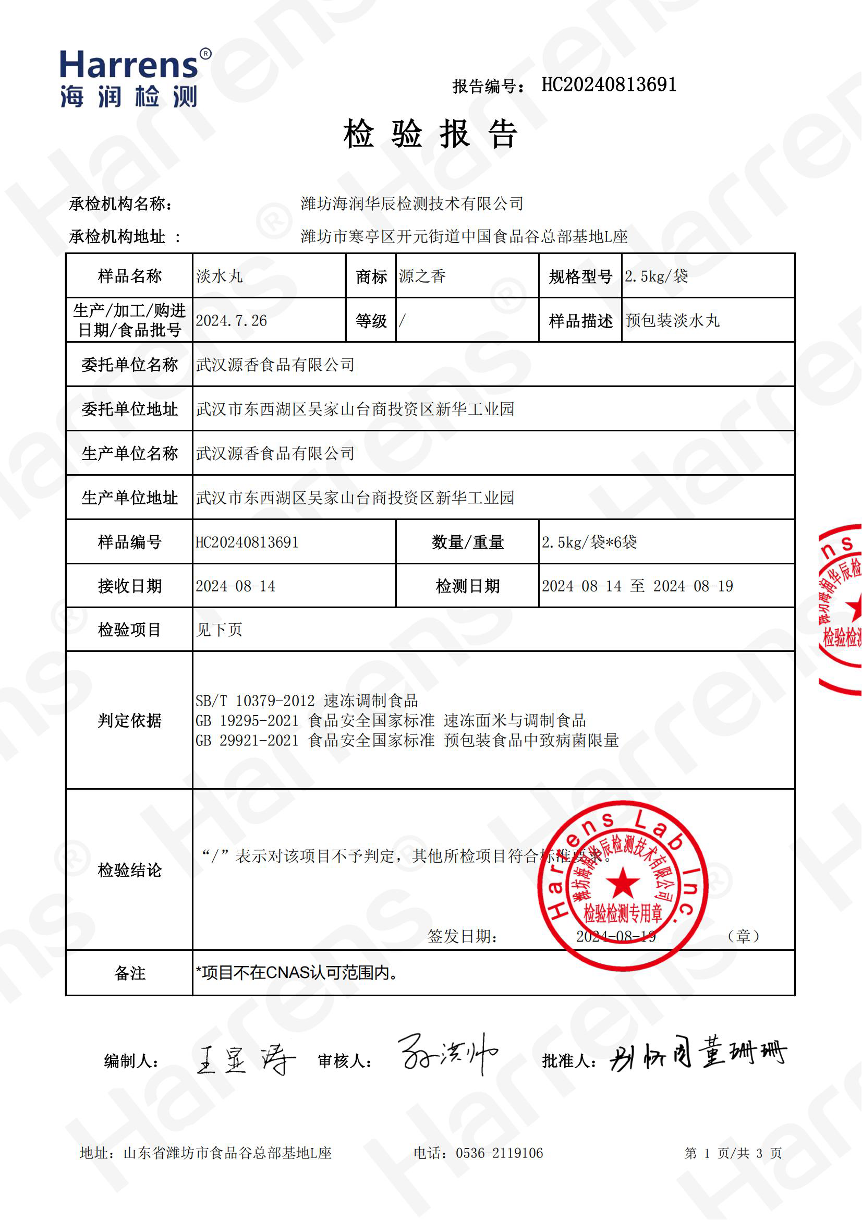 Harrens®
海润检测
报告编号： HC20240813691
检验报告
承检机构名称： 潍坊海润华辰检测技术有限公司
承检机构地址 ： 潍坊市寒亭区开元街道中国食品谷总部基地L座
样品名称 淡水丸 商标 源之香 规格型号 2.5kg/袋
生产/加工/购进
日期/食品批号 2024.7.26 等级 / 样品描述 预包装淡水丸
委托单位名称 武汉源香食品有限公司
委托单位地址 武汉市东西湖区吴家山台商投资区新华工业园
生产单位名称 武汉源香食品有限公司
生产单位地址 武汉市东西湖区吴家山台商投资区新华工业园
样品编号 HC20240813691 数量/重量 2.5kg/袋*6袋
接收日期 2024 08 14 检测日期 2024 08 14 至 2024 08 19
检验项目 见下页
判定依据
SB/T 10379-2012 速冻调制食品
GB 19295-2021 食品安全国家标准 速冻面米与调制食品
GB 29921-2021 食品安全国家标准 预包装食品中致病菌限量
检验结论
“/”表示对该项目不予判定，其他所检项目符合标准要求。
签发日期： 2024-08-19 （章）
Harrens Lab Inc.
潍坊海润华辰检测技术有限公司
检验检测专用章
备注 *项目不在CNAS认可范围内。
编制人： 王显涛 审核人： 孙洪帅 批准人： 董珊珊
地址：山东省潍坊市食品谷总部基地L座 电话：0536 2119106 第 1 页/共 3 页